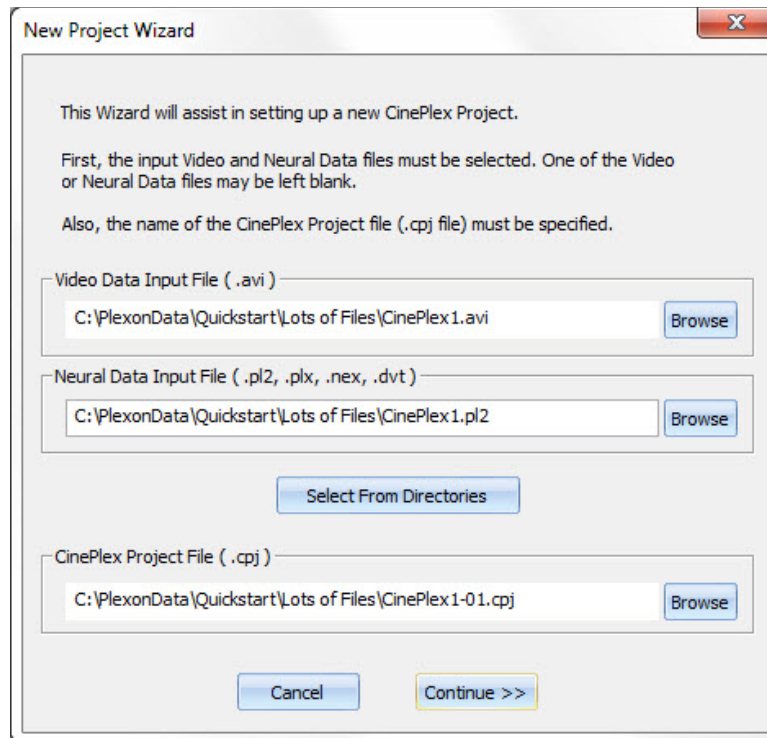 New Project Wizard
This Wizard will assist in setting up a new CinePlex Project.
First, the input Video and Neural Data files must be selected. One of the Video
or Neural Data files may be left blank.
Also, the name of the CinePlex Project file (.cpj file) must be specified.
Video Data Input File ( .avi )
C:\PlexonData\Quickstart\Lots of Files\CinePlex1.avi
Browse
Neural Data Input File ( .pl2, .plx, .nex, .dvt )
C:\PlexonData\Quickstart\Lots of Files\CinePlex1.pl2
Browse
Select From Directories
CinePlex Project File ( .cpj )
C:\PlexonData\Quickstart\Lots of Files\CinePlex1-01.cpj
Browse
Cancel
Continue >>